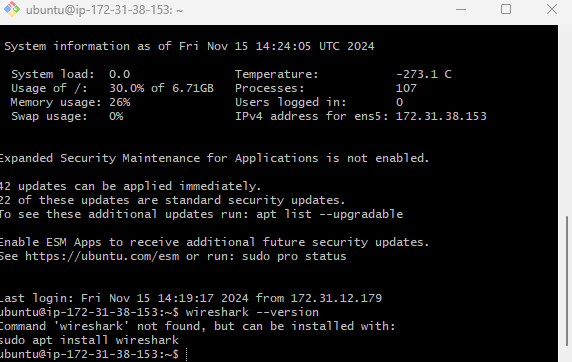 ubuntu@ip-172-31-38-153: ~
System information as of Fri Nov 15 14:24:05 UTC 2024
System load:  0.0                Temperature:           -273.1 C
Usage of /:   30.0% of 6.71GB   Processes:             107
Memory usage: 26%                Users logged in:       0
Swap usage:   0%                 IPv4 address for ens5: 172.31.38.153
Expanded Security Maintenance for Applications is not enabled.
42 updates can be applied immediately.
22 of these updates are standard security updates.
To see these additional updates run: apt list --upgradable
Enable ESM Apps to receive additional future security updates.
See https://ubuntu.com/esm or run: sudo pro status
Last login: Fri Nov 15 14:19:17 2024 from 172.31.12.179
ubuntu@ip-172-31-38-153:~$ wireshark --version
Command 'wireshark' not found, but can be installed with:
sudo apt install wireshark
ubuntu@ip-172-31-38-153:~$